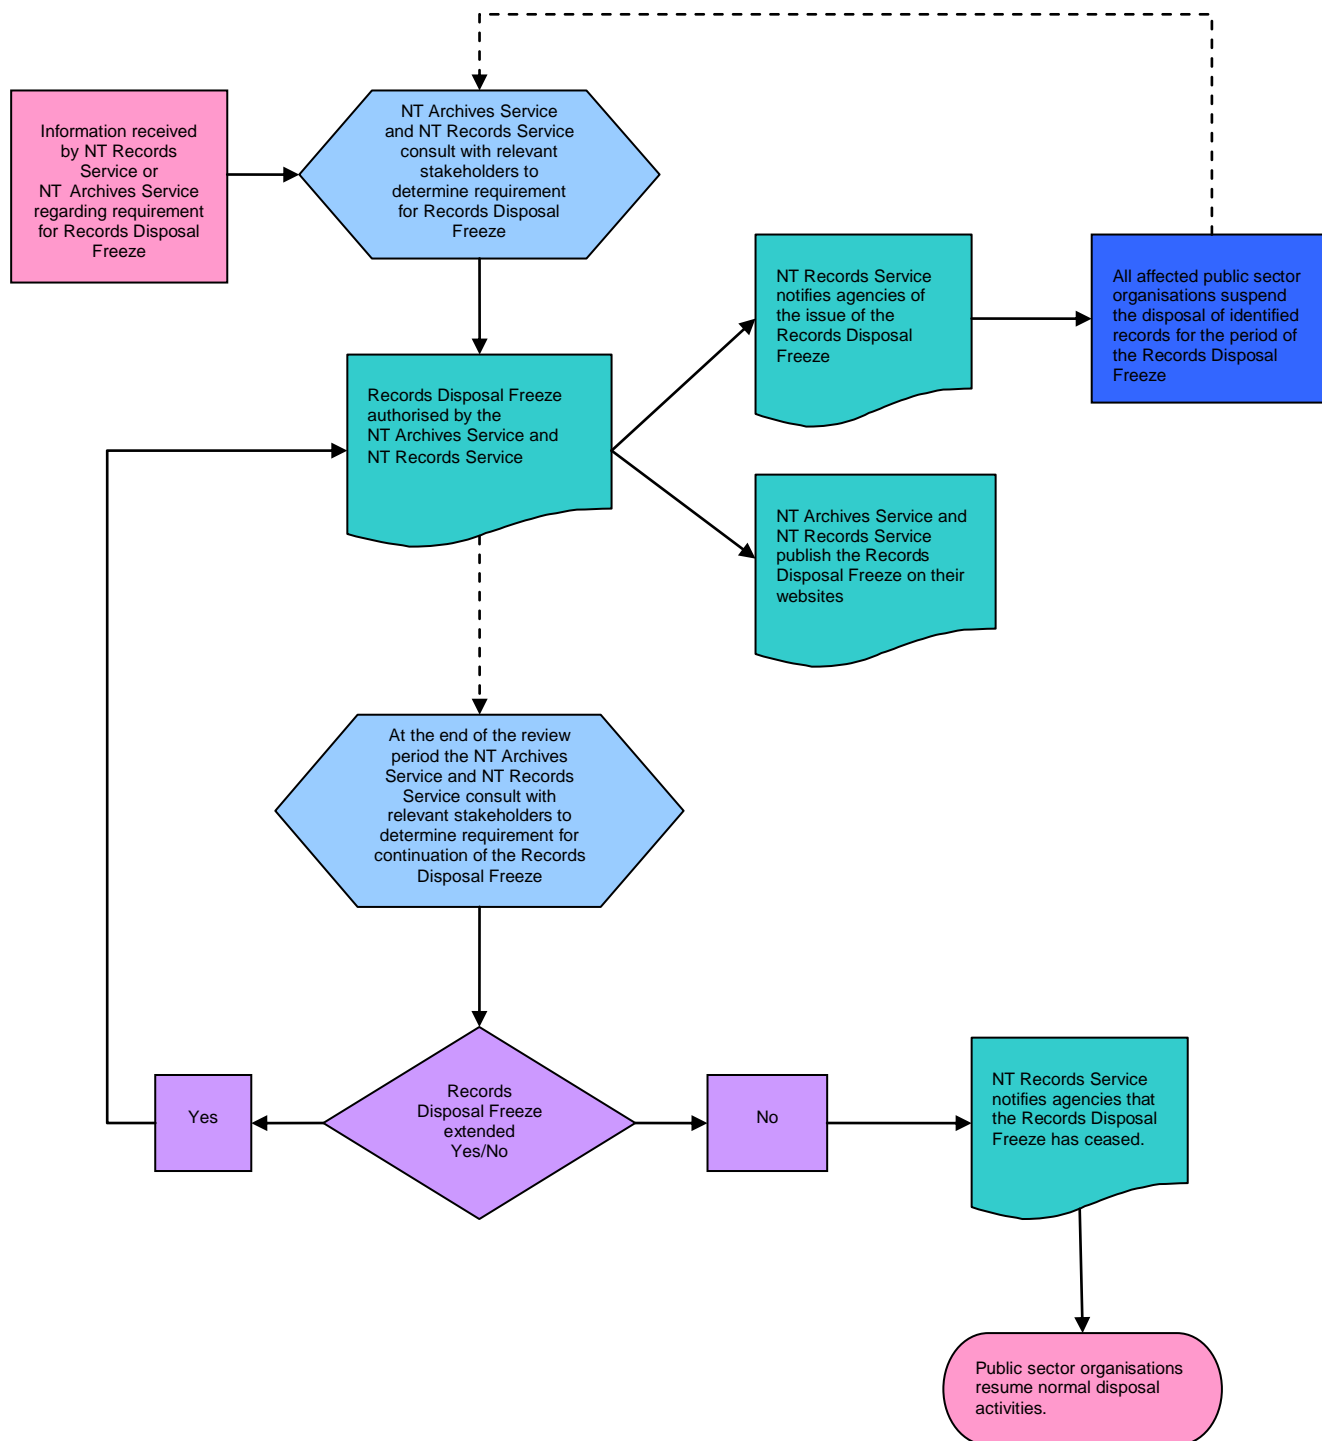 Information received
by NT Records
Service or
NT Archives Service
regarding requirement
for Records Disposal
Freeze
NT Archives Service
and NT Records Service
consult with relevant
stakeholders to
determine requirement
for Records Disposal
Freeze
NT Records Service
notifies agencies of
the issue of the
Records Disposal
Freeze
All affected public sector
organisations suspend
the disposal of identified
records for the period of
the Records Disposal
Freeze
Records Disposal Freeze
authorised by the
NT Archives Service and
NT Records Service
NT Archives Service and
NT Records Service
publish the Records
Disposal Freeze on their
websites
At the end of the review
period the NT Archives
Service and NT Records
Service consult with
relevant stakeholders to
determine requirement for
continuation of the Records
Disposal Freeze
Yes
Records
Disposal Freeze
extended
Yes/No
No
NT Records Service
notifies agencies that
the Records Disposal
Freeze has ceased.
Public sector organisations
resume normal disposal
activities.